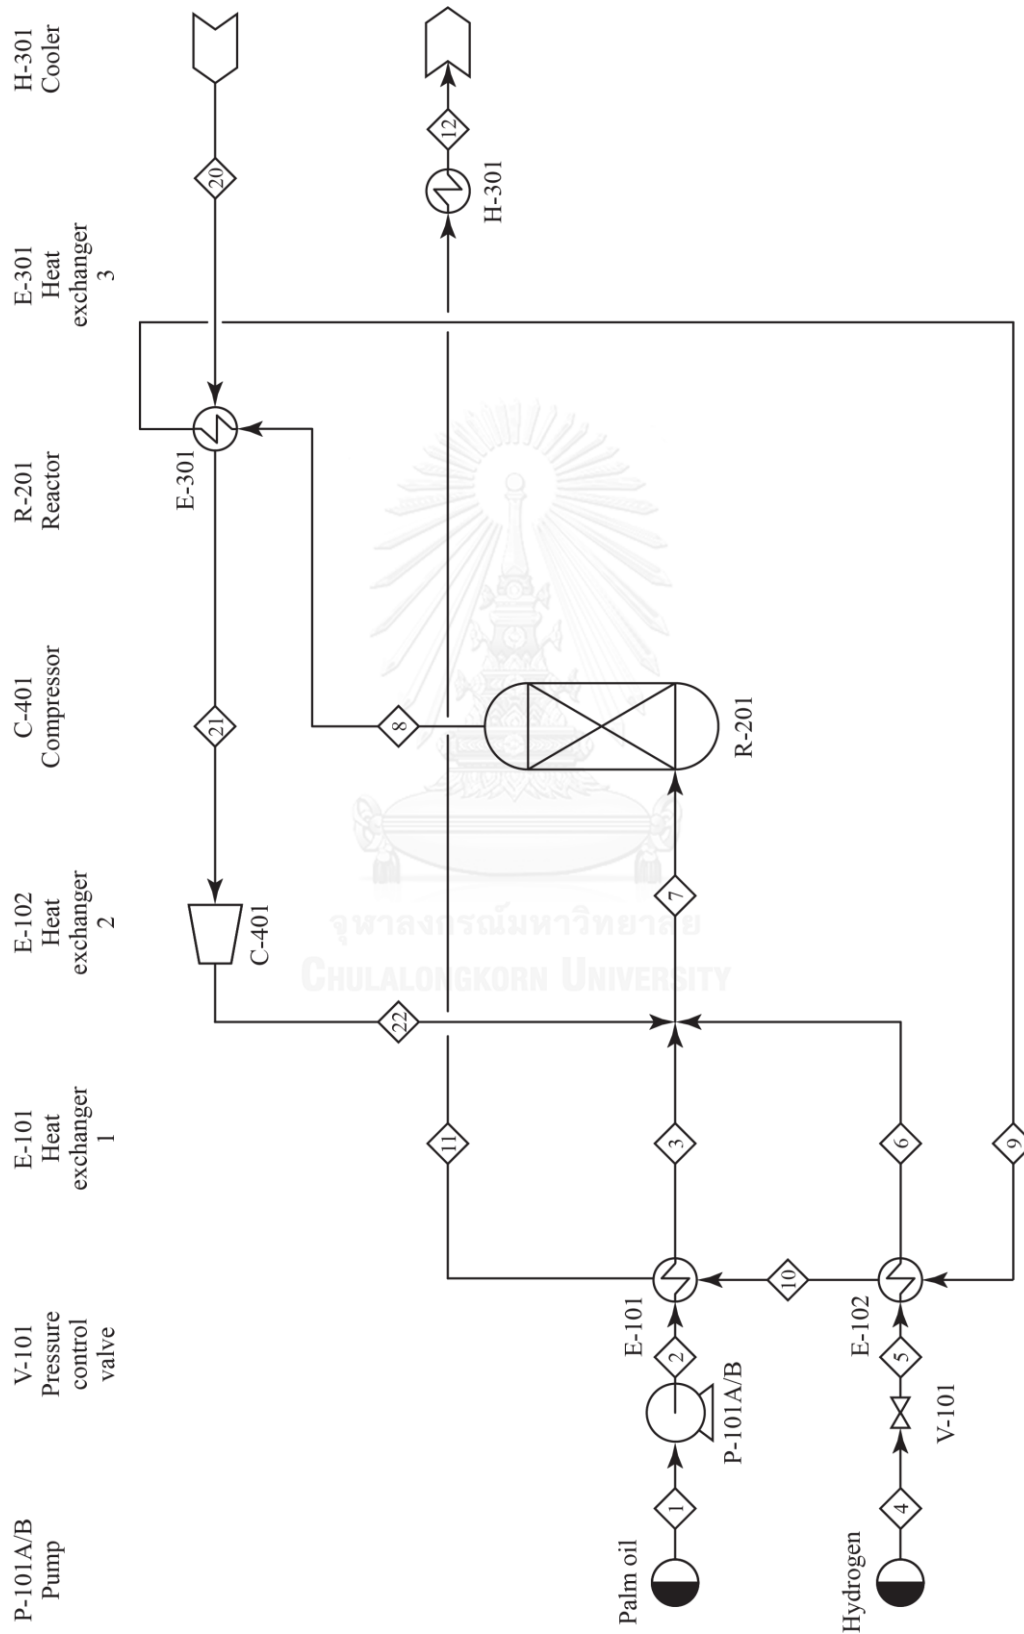 P-101A/B
Pump
V-101
Pressure
control
valve
E-101
Heat
exchanger
1
E-102
Heat
exchanger
2
C-401
Compressor
R-201
Reactor
E-301
Heat
exchanger
3
H-301
Cooler
C-401
21
E-301
20
22
8
11
12
H-301
Palm oil
1
P-101A/B
2
E-101
3
7
R-201
10
Hydrogen
4
V-101
5
E-102
6
9
จุฬาลงกรณ์มหาวิทยาลัย
CHULALONGKORN UNIVERSITY